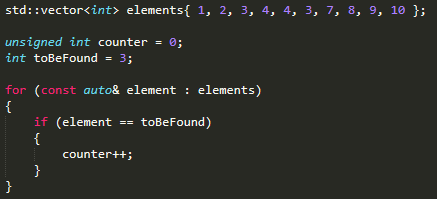 std::vector<int> elements{ 1, 2, 3, 4, 4, 3, 7, 8, 9, 10 };
unsigned int counter = 0;
int toBeFound = 3;
for (const auto& element : elements)
{
if (element == toBeFound)
{
counter++;
}
}